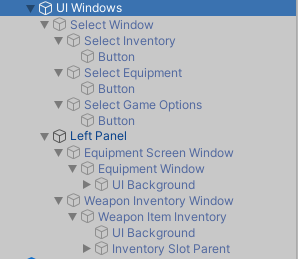 UI Windows
Select Window
Select Inventory
Button
Select Equipment
Button
Select Game Options
Button
Left Panel
Equipment Screen Window
Equipment Window
UI Background
Weapon Inventory Window
Weapon Item Inventory
UI Background
Inventory Slot Parent